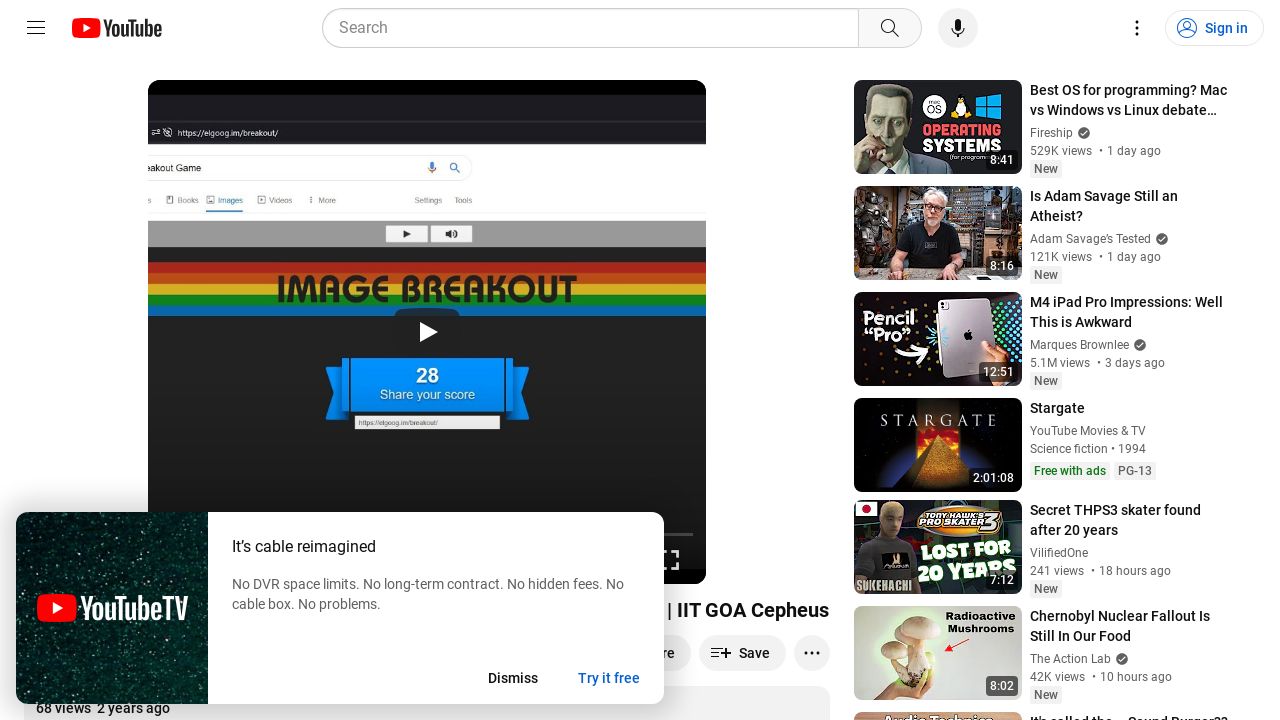 YouTube
Search
Sign in
https://elgoog.im/breakout/
eakout Game
Books
Images
Videos
More
Settings
Tools
IMAGE BREAKOUT
28
Share your score
https://elgoog.im/breakout/
| IIT GOA Cepheus
re
Save
68 views 2 years ago
YouTubeTV
It’s cable reimagined
No DVR space limits. No long-term contract. No hidden fees. No
cable box. No problems.
Dismiss
Try it free
mac
OS
OPERATING
SYSTEMS
(for programmers)
8:41
Best OS for programming? Mac
vs Windows vs Linux debate…
Fireship
529K views • 1 day ago
New
8:16
Is Adam Savage Still an
Atheist?
Adam Savage’s Tested
121K views • 1 day ago
New
Pencil
“Pro”
12:51
M4 iPad Pro Impressions: Well
This is Awkward
Marques Brownlee
5.1M views • 3 days ago
New
STARGATE
2:01:08
Stargate
YouTube Movies & TV
Science fiction • 1994
Free with ads
PG-13
TONY HAWK'S
PRO SKATER 3
LOST FOR
20 YEARS
SUKEHACHI
7:12
Secret THPS3 skater found
after 20 years
VilifiedOne
241 views • 18 hours ago
New
Radioactive
Mushrooms
8:02
Chernobyl Nuclear Fallout Is
Still In Our Food
The Action Lab
42K views • 10 hours ago
New